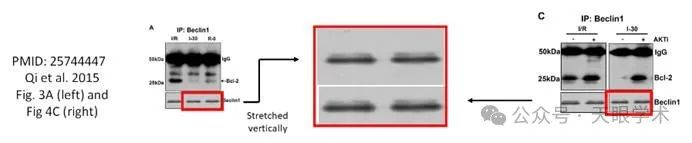 PMID: 25744447
Qi et al. 2015
Fig. 3A (left) and
Fig 4C (right)
A
IP: Beclin1
I/R I-30 R-0
50kDa
IgG
25kDa
Bcl-2
Beclin1
Stretched
vertically
C
IP: Beclin1
I/R I-30
- + - + AKTi
50kDa
IgG
25kDa
Bcl-2
Beclin1
公众号 · 天眼学术